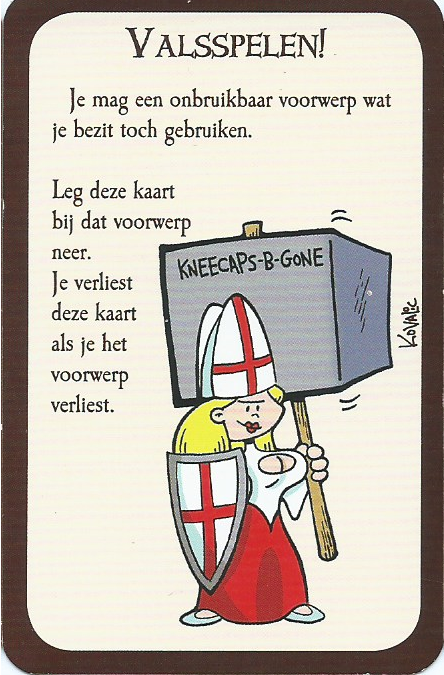 VALSSPELEN!
Je mag een onbruikbaar voorwerp wat
je bezit toch gebruiken.
Leg deze kaart
bij dat voorwerp
neer.
Je verliest
deze kaart
als je het
voorwerp
verliest.
KNEECAPS-B-GONE
KOVALIC